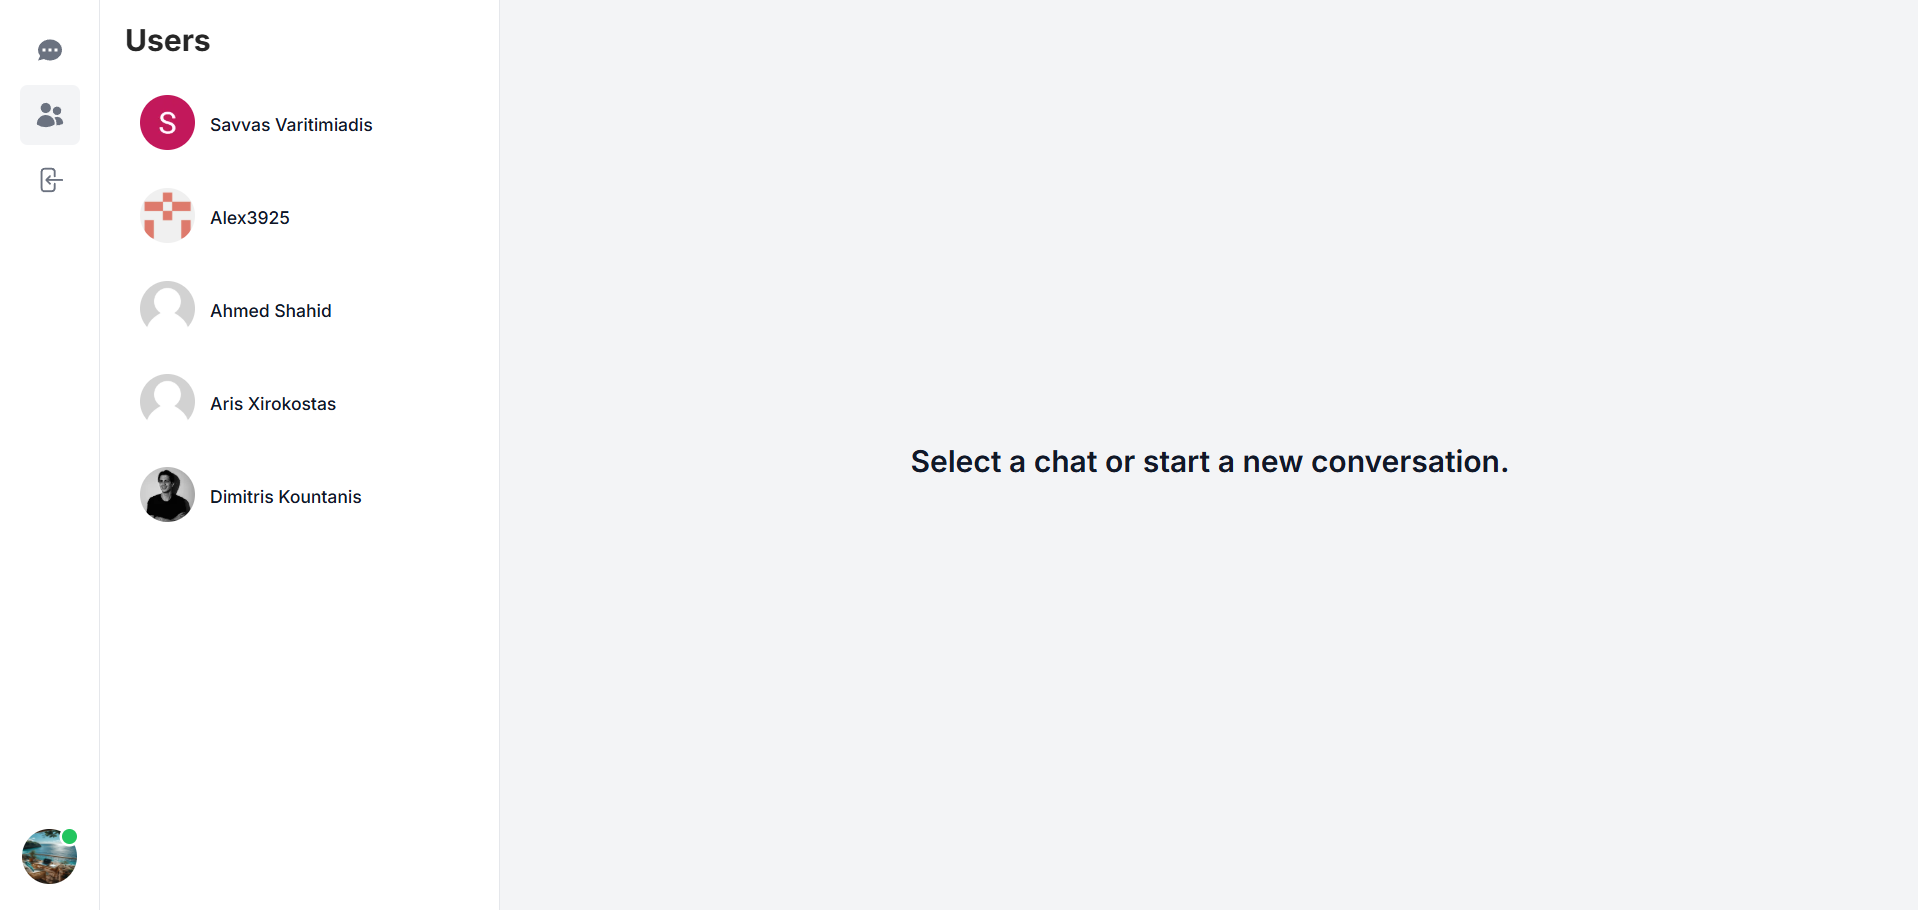 Users
S
Savvas Varitimiadis
Alex3925
Ahmed Shahid
Aris Xirokostas
Dimitris Kountanis
Select a chat or start a new conversation.